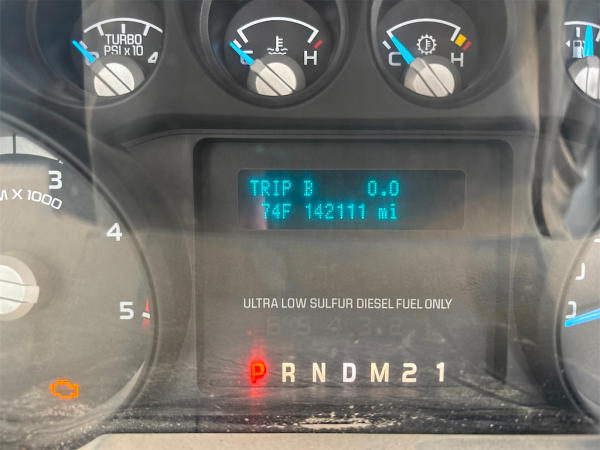 TURBO
PSI x 10
4
C H
C H
3
M X 1000
4
5
TRIP B 0.0
74F 142111 mi
ULTRA LOW SULFUR DIESEL FUEL ONLY
P R N D M 2 1
0